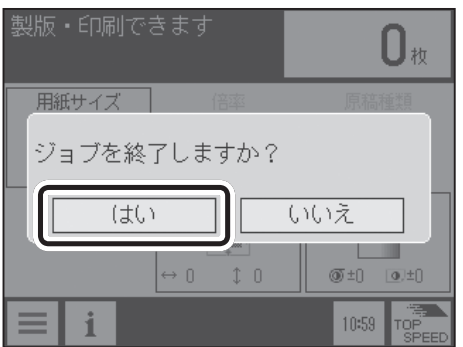 製版・印刷できます
0枚
用紙サイズ
倍率
原稿種類
ジョブを終了しますか?
はい
いいえ
↔ 0 ↕ 0
±0 ±0
i
10:59
TOP
SPEED